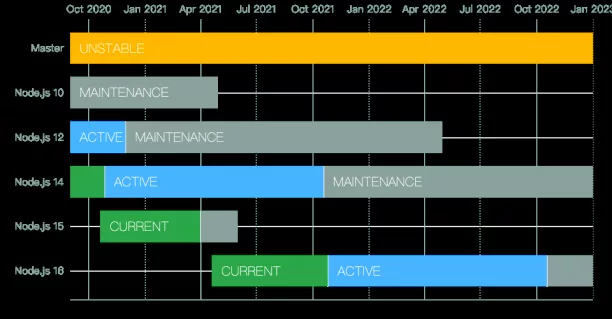 Oct 2020 Jan 2021 Apr 2021 Jul 2021 Oct 2021 Jan 2022 Apr 2022 Jul 2022 Oct 2022 Jan 2023
Master UNSTABLE
Node.js 10 MAINTENANCE
Node.js 12 ACTIVE MAINTENANCE
Node.js 14 ACTIVE MAINTENANCE
Node.js 15 CURRENT
Node.js 16 CURRENT ACTIVE